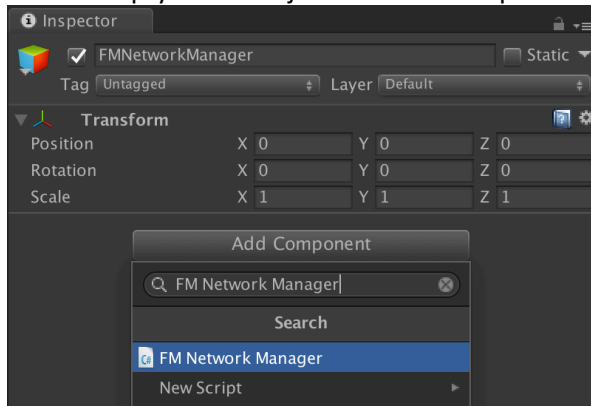 Inspector
FMNetworkManager Static
Tag Untagged Layer Default
Transform
Position X 0 Y 0 Z 0
Rotation X 0 Y 0 Z 0
Scale X 1 Y 1 Z 1
Add Component
FM Network Manager
Search
FM Network Manager
New Script